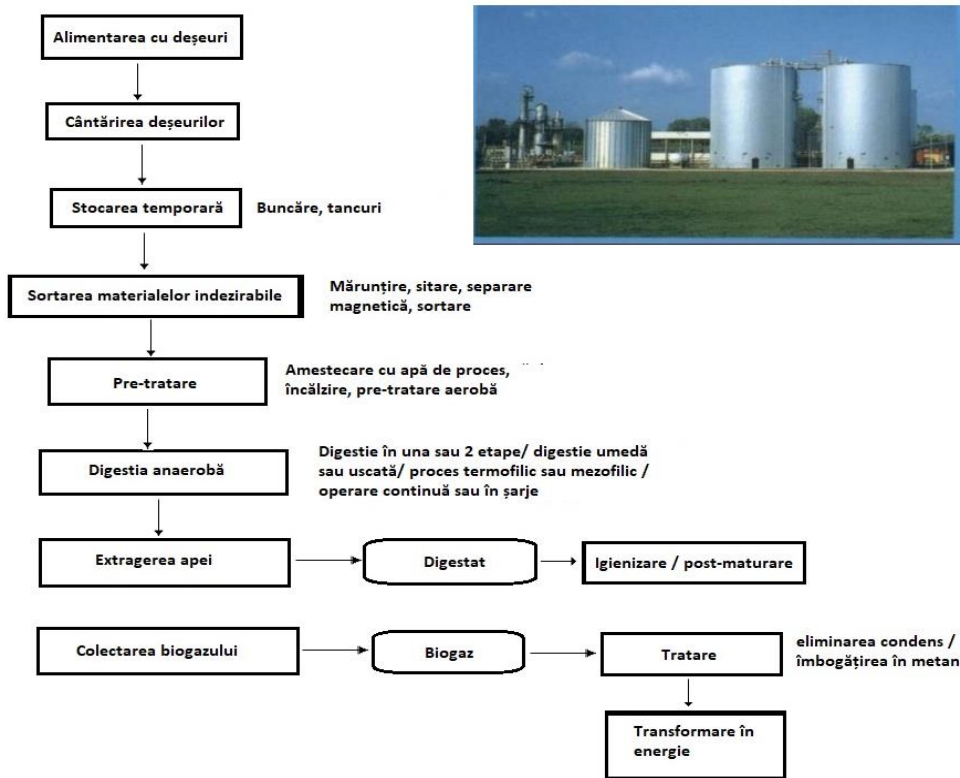 Alimentarea cu deșeuri
Cântărirea deșeurilor
Stocarea temporară
Buncăre, tancuri
Sortarea materialelor indezirabile
Mărunțire, sitare, separare
magnetică, sortare
Pre-tratare
Amestecare cu apă de proces,
încălzire, pre-tratare aerobă
Digestia anaerobă
Digestie în una sau 2 etape/ digestie umedă
sau uscată/ proces termofilic sau mezofilic /
operare continuă sau în șarje
Extragerea apei
Digestat
Igienizare / post-maturare
Colectarea biogazului
Biogaz
Tratare
eliminarea condens /
îmbogățirea în metan
Transformare în
energie